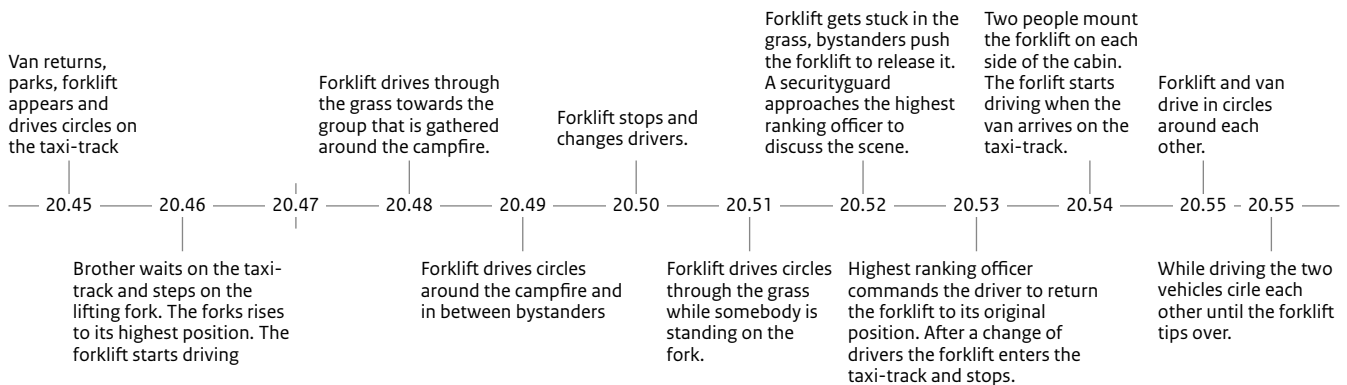 Van returns,
parks, forklift
appears and
drives circles on
the taxi-track
Forklift drives through
the grass towards the
group that is gathered
around the campfire.
Forklift stops and
changes drivers.
Forklift gets stuck in the
grass, bystanders push
the forklift to release it.
A securityguard
approaches the highest
ranking officer to
discuss the scene.
Two people mount
the forklift on each
side of the cabin.
The forlift starts
driving when the
van arrives on the
taxi-track.
Forklift and van
drive in circles
around each
other.
20.45 20.46 20.47 20.48 20.49 20.50 20.51 20.52 20.53 20.54 20.55 - 20.55
Brother waits on the taxi-
track and steps on the
lifting fork. The forks rises
to its highest position. The
forklift starts driving
Forklift drives circles
around the campfire and
in between bystanders
Forklift drives circles
through the grass
while somebody is
standing on the
fork.
Highest ranking officer
commands the driver to return
the forklift to its original
position. After a change of
drivers the forklift enters the
taxi-track and stops.
While driving the two
vehicles cirle each
other until the forklift
tips over.